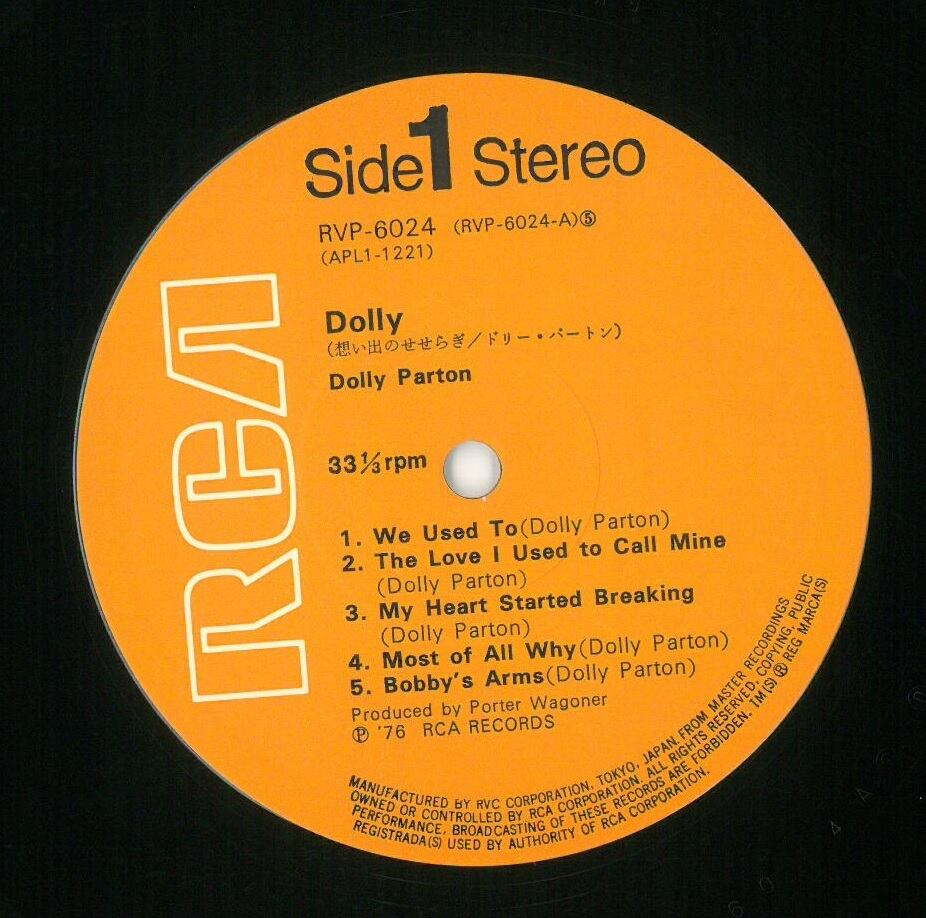 Side 1 Stereo
RVP-6024 (RVP-6024-A)⑤
(APL1-1221)
Dolly
(想い出のせせらぎ/ドリー・パートン)
Dolly Parton
RCA
33⅓ rpm
1. We Used To(Dolly Parton)
2. The Love I Used to Call Mine
(Dolly Parton)
3. My Heart Started Breaking
(Dolly Parton)
4. Most of All Why(Dolly Parton)
5. Bobby's Arms(Dolly Parton)
Produced by Porter Wagoner
℗ '76 RCA RECORDS
MANUFACTURED BY RVC CORPORATION, TOKYO, JAPAN. FROM MASTER RECORDINGS
OWNED OR CONTROLLED BY RCA CORPORATION. ALL RIGHTS RESERVED. COPYING, PUBLIC
PERFORMANCE, BROADCASTING OF THESE RECORDS ARE FORBIDDEN. TM(S) ® REG MARCA(S)
REGISTRADA(S) USED BY AUTHORITY OF RCA CORPORATION.